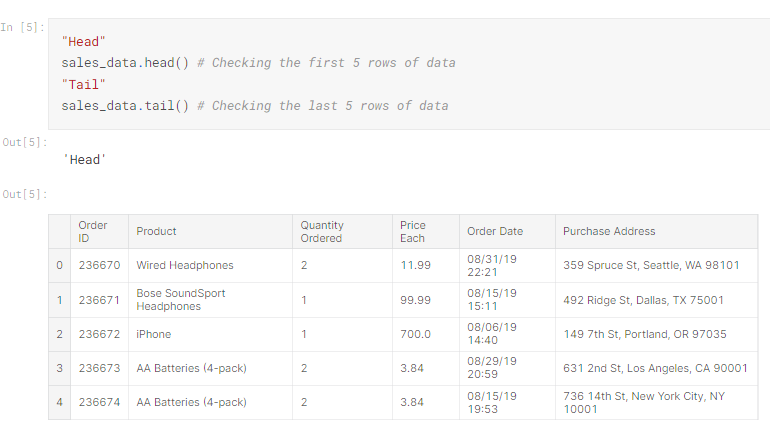 In [5]:
"Head"
sales_data.head() # Checking the first 5 rows of data
"Tail"
sales_data.tail() # Checking the last 5 rows of data
Out[5]:
'Head'
Out[5]:
Order ID Product Quantity Ordered Price Each Order Date Purchase Address
0 236670 Wired Headphones 2 11.99 08/31/19 22:21 359 Spruce St, Seattle, WA 98101
1 236671 Bose SoundSport Headphones 1 99.99 08/15/19 15:11 492 Ridge St, Dallas, TX 75001
2 236672 iPhone 1 700.0 08/06/19 14:40 149 7th St, Portland, OR 97035
3 236673 AA Batteries (4-pack) 2 3.84 08/29/19 20:59 631 2nd St, Los Angeles, CA 90001
4 236674 AA Batteries (4-pack) 2 3.84 08/15/19 19:53 736 14th St, New York City, NY 10001